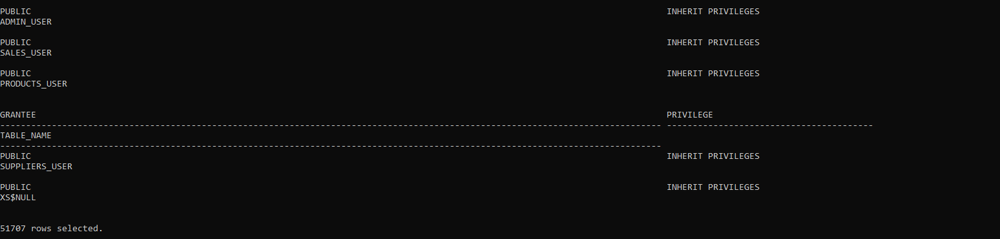 PUBLIC INHERIT PRIVILEGES
ADMIN_USER
PUBLIC INHERIT PRIVILEGES
SALES_USER
PUBLIC INHERIT PRIVILEGES
PRODUCTS_USER
GRANTEE PRIVILEGE
-------------------------------------------------------------------------------------------------------------------------------- ----------------------------------------
TABLE_NAME
--------------------------------------------------------------------------------------------------------------------------------
PUBLIC INHERIT PRIVILEGES
SUPPLIERS_USER
PUBLIC INHERIT PRIVILEGES
XS$NULL
51707 rows selected.